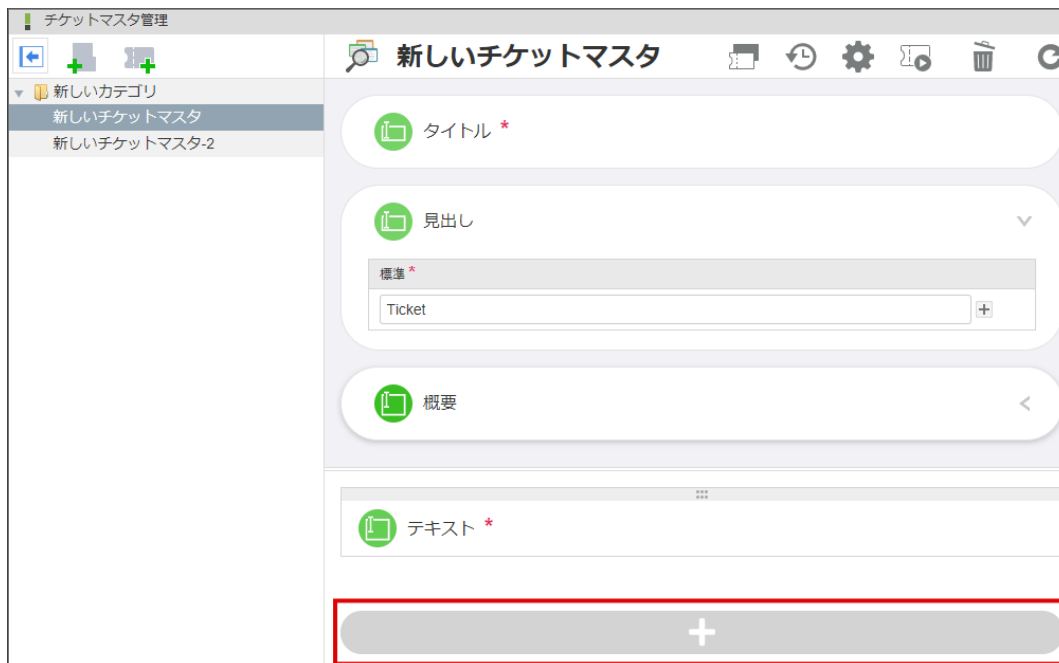 チケットマスタ管理
新しいチケットマスタ
新しいカテゴリ
新しいチケットマスタ
新しいチケットマスタ-2
タイトル *
見出し
標準 *
Ticket
概要
テキスト *